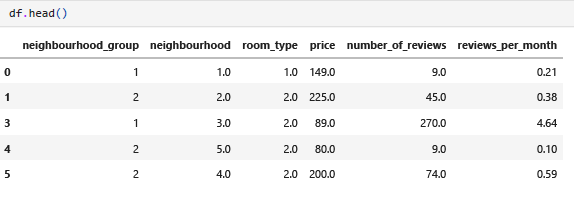 df.head()
neighbourhood_group neighbourhood room_type price number_of_reviews reviews_per_month
0 1 1.0 1.0 149.0 9.0 0.21
1 2 2.0 2.0 225.0 45.0 0.38
3 1 3.0 2.0 89.0 270.0 4.64
4 2 5.0 2.0 80.0 9.0 0.10
5 2 4.0 2.0 200.0 74.0 0.59